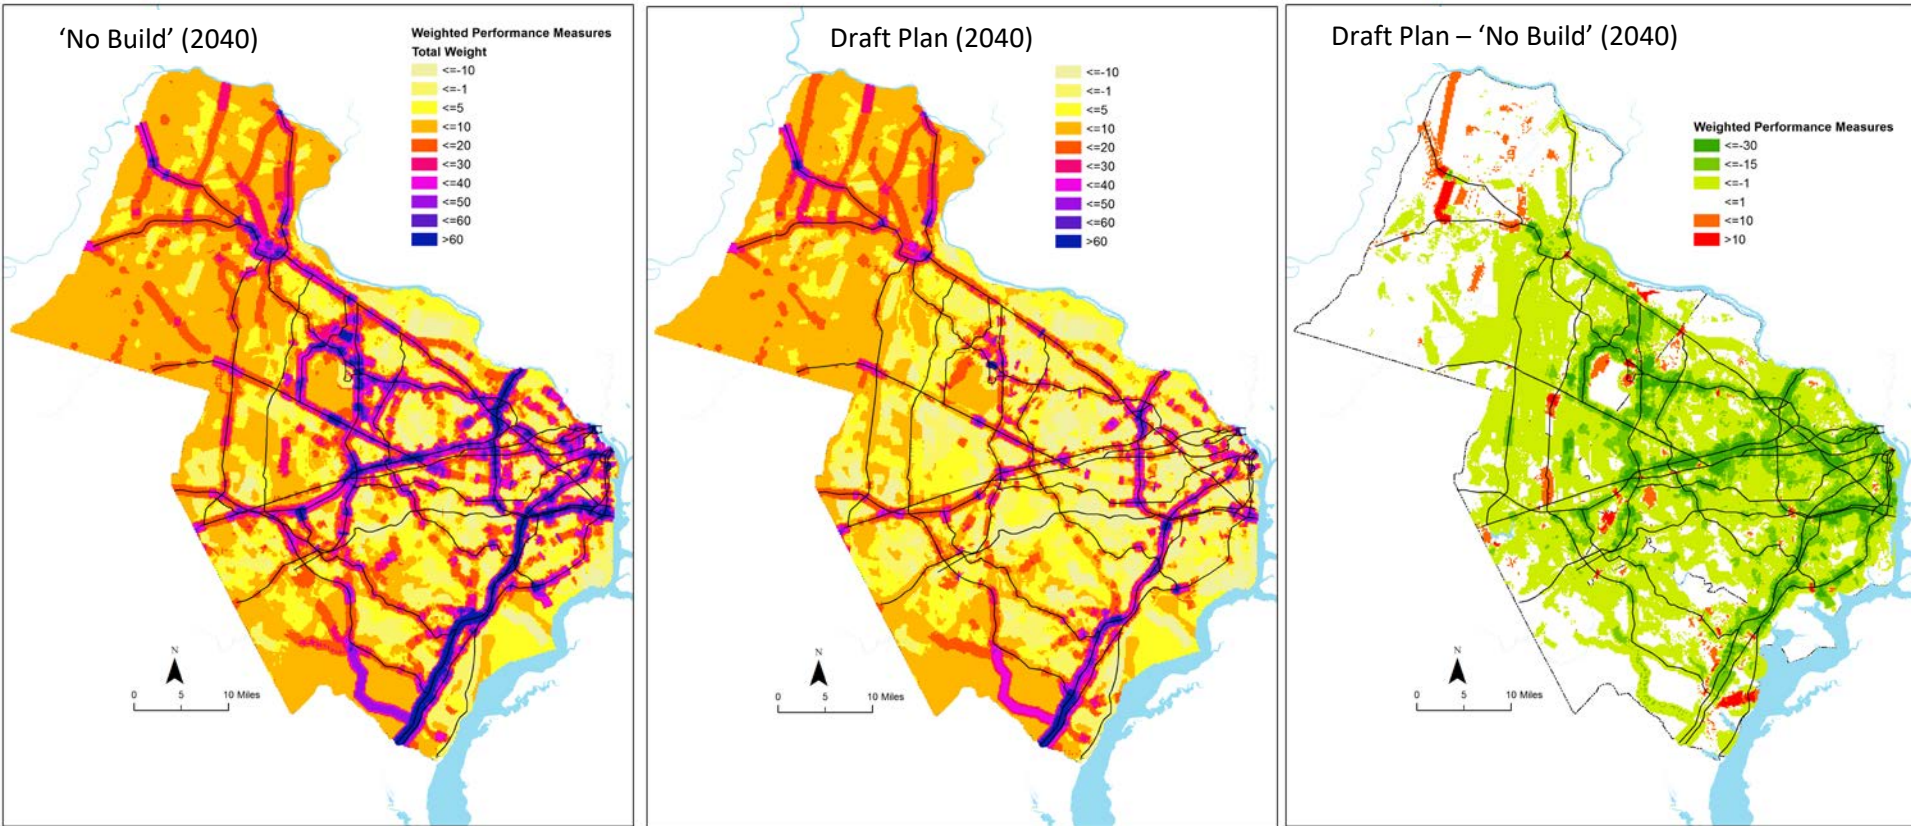 ‘No Build’ (2040)
Weighted Performance Measures
Total Weight
<=-10
<=-1
<=5
<=10
<=20
<=30
<=40
<=50
<=60
>60
N
0 5 10 Miles
Draft Plan (2040)
<=-10
<=-1
<=5
<=10
<=20
<=30
<=40
<=50
<=60
>60
N
0 5 10 Miles
Draft Plan – ‘No Build’ (2040)
Weighted Performance Measures
<=-30
<=-15
<=-1
<=1
<=10
>10
N
0 5 10 Miles